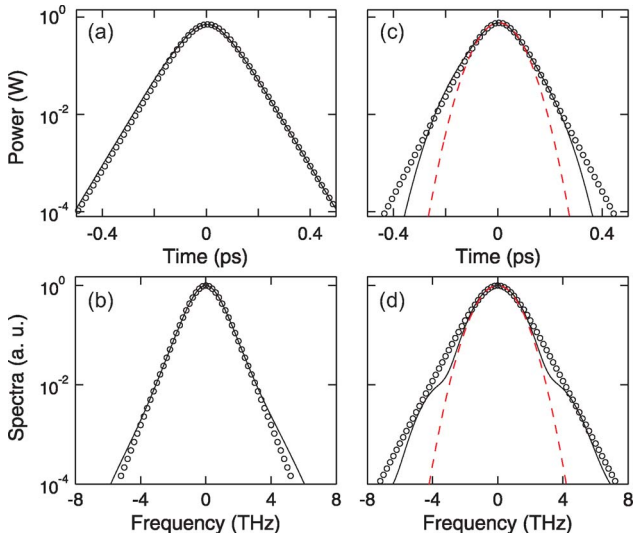 (a)
10^0
10^-2
10^-4
Power (W)
-0.4 0 0.4
Time (ps)
(c)
-0.4 0 0.4
Time (ps)
(b)
10^0
10^-2
10^-4
Spectra (a. u.)
-8 -4 0 4 8
Frequency (THz)
(d)
-8 -4 0 4 8
Frequency (THz)